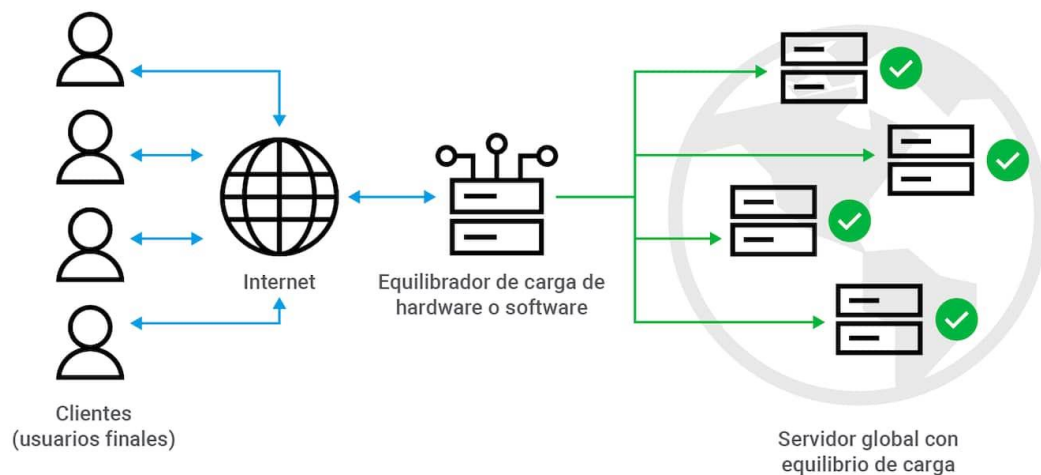 Internet
Equilibrador de carga de
hardware o software
Clientes
(usuarios finales)
Servidor global con
equilibrio de carga